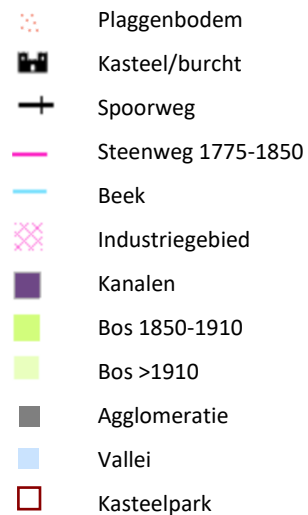 Plaggenbodem
Kasteel/burcht
Spoorweg
Steenweg 1775-1850
Beek
Industriegebied
Kanalen
Bos 1850-1910
Bos >1910
Agglomeratie
Vallei
Kasteelpark